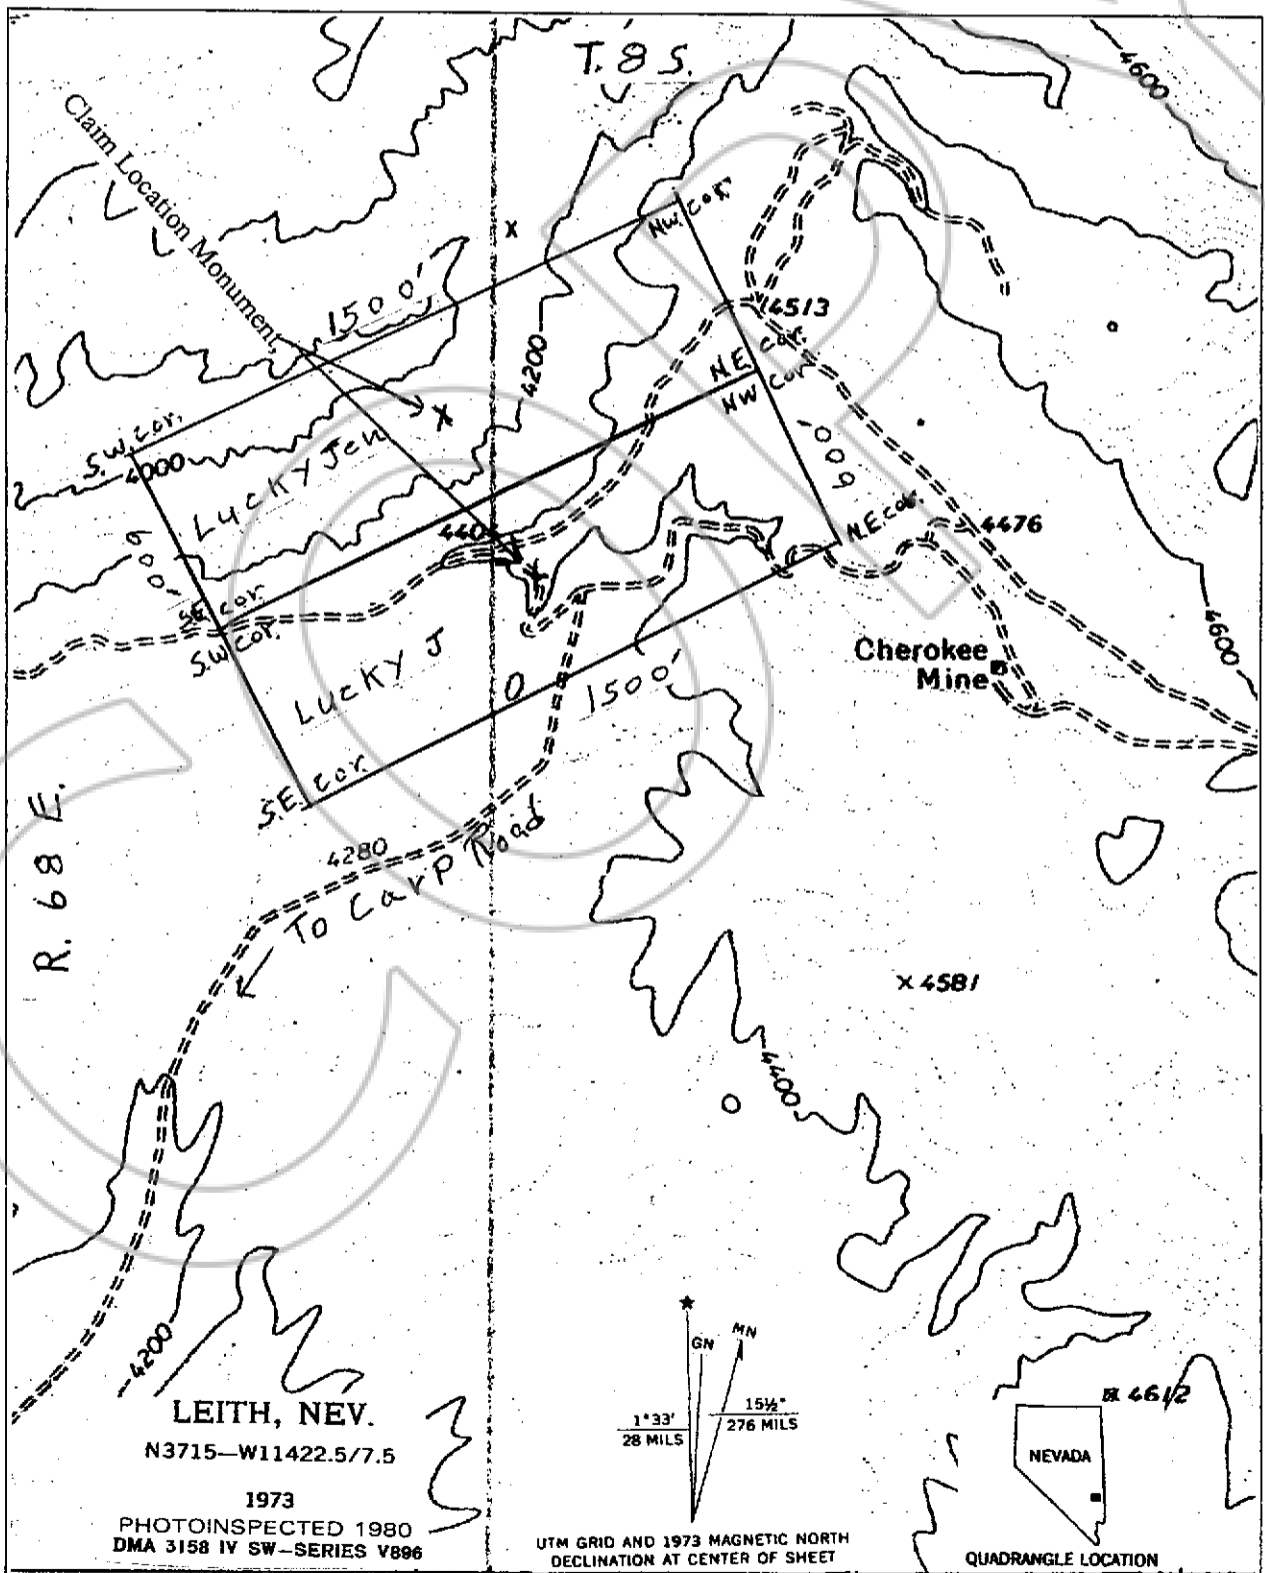 T. 8 S.
4600
Claim Location Monument
NW cor
1500'
4513
4200
N.E. cor.
NW cor
S.W. cor.
4000
Lucky Jen
600'
600'
N.E cor.
4476
440
SE cor.
S.W. cor.
4600
Cherokee
Mine
Lucky J
1500'
S.E. cor.
R. 68 E.
4280
To Carp Road
×4581
4400
4200
LEITH, NEV.
N3715—W11422.5/7.5
1973
PHOTOINSPECTED 1980
DMA 3158 IV SW—SERIES V896
GN
MN
1°33'
28 MILS
15½°
276 MILS
UTM GRID AND 1973 MAGNETIC NORTH
DECLINATION AT CENTER OF SHEET
4612
NEVADA
QUADRANGLE LOCATION